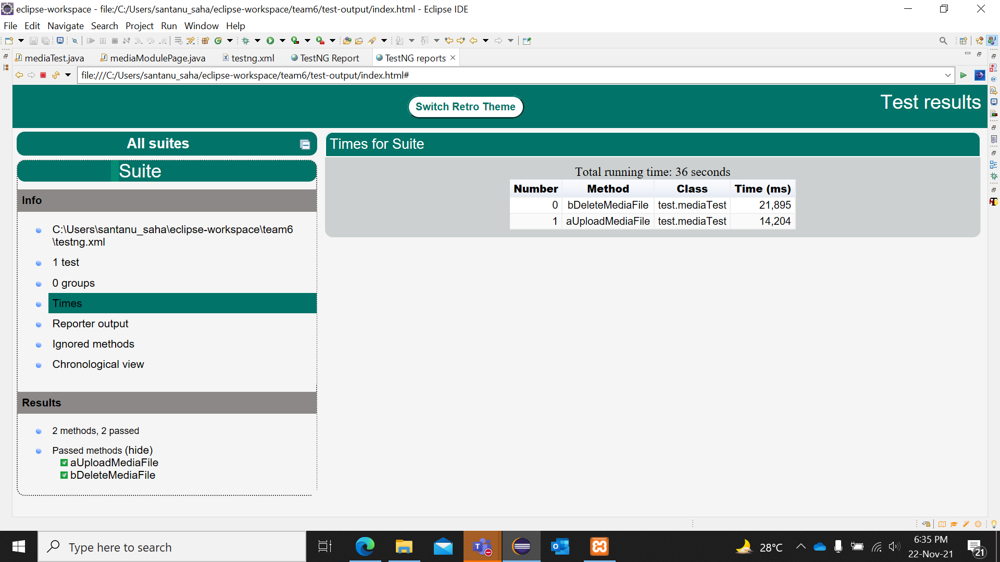 eclipse-workspace - file:/C:/Users/santanu_saha/eclipse-workspace/team6/test-output/index.html - Eclipse IDE
File Edit Navigate Search Project Run Window Help
mediaTest.java mediaModulePage.java testng.xml TestNG Report TestNG reports
file:///C:/Users/santanu_saha/eclipse-workspace/team6/test-output/index.html#
Switch Retro Theme
Test results
All suites
Suite
Info
C:\Users\santanu_saha\eclipse-workspace\team6
\testng.xml
1 test
0 groups
Times
Reporter output
Ignored methods
Chronological view
Results
2 methods, 2 passed
Passed methods (hide)
aUploadMediaFile
bDeleteMediaFile
Times for Suite
Total running time: 36 seconds
Number Method Class Time (ms)
0 bDeleteMediaFile test.mediaTest 21,895
1 aUploadMediaFile test.mediaTest 14,204
Type here to search
28°C
6:35 PM
22-Nov-21
21